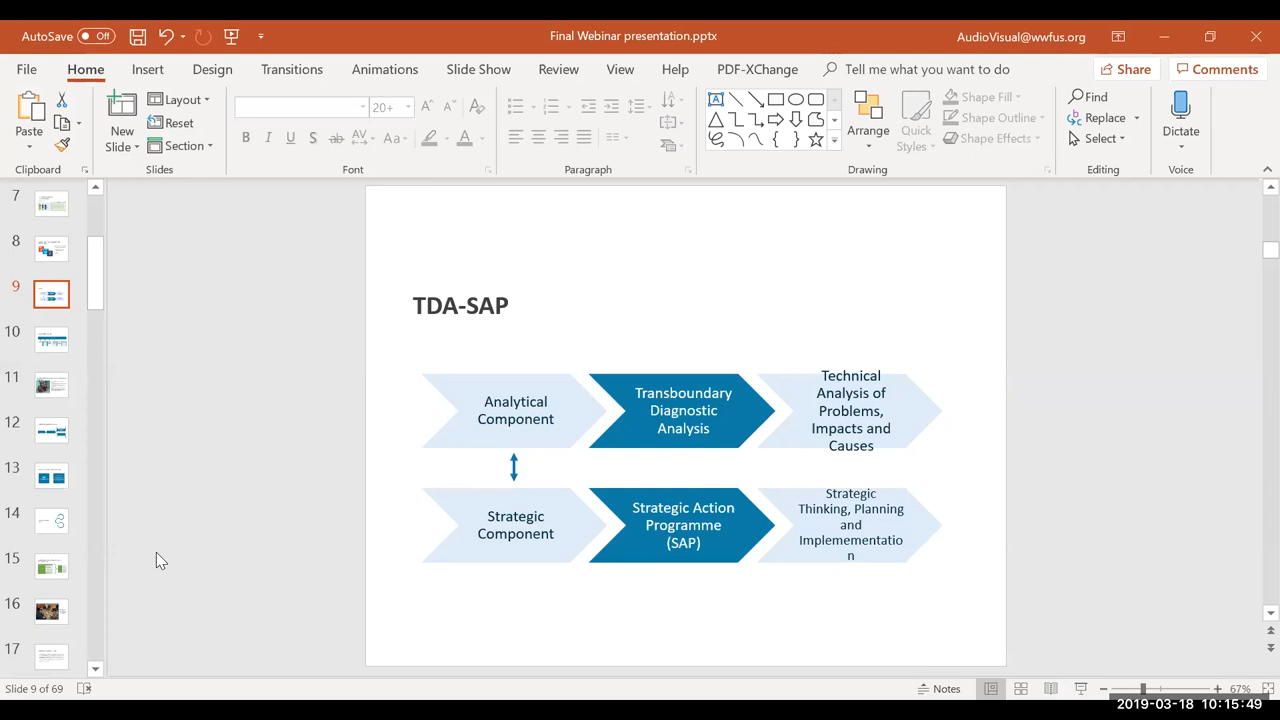 AutoSave Off Final Webinar presentation.pptx AudioVisual@wwfus.org
File Home Insert Design Transitions Animations Slide Show Review View Help PDF-XChange Tell me what you want to do Share Comments
Paste
New Slide
Layout
Reset
Section
20+
B I U S ab AV Aa A
Arrange
Quick Styles
Shape Fill
Shape Outline
Shape Effects
Find
Replace
Select
Dictate
Clipboard Slides Font Paragraph Drawing Editing Voice
7
8
9
10
11
12
13
14
15
16
17
TDA-SAP
Analytical
Component
Transboundary
Diagnostic
Analysis
Technical
Analysis of
Problems,
Impacts and
Causes
Strategic
Component
Strategic Action
Programme
(SAP)
Strategic
Thinking, Planning
and
Implemementatio
n
Slide 9 of 69 Notes 67%
2019-03-18 10:15:49